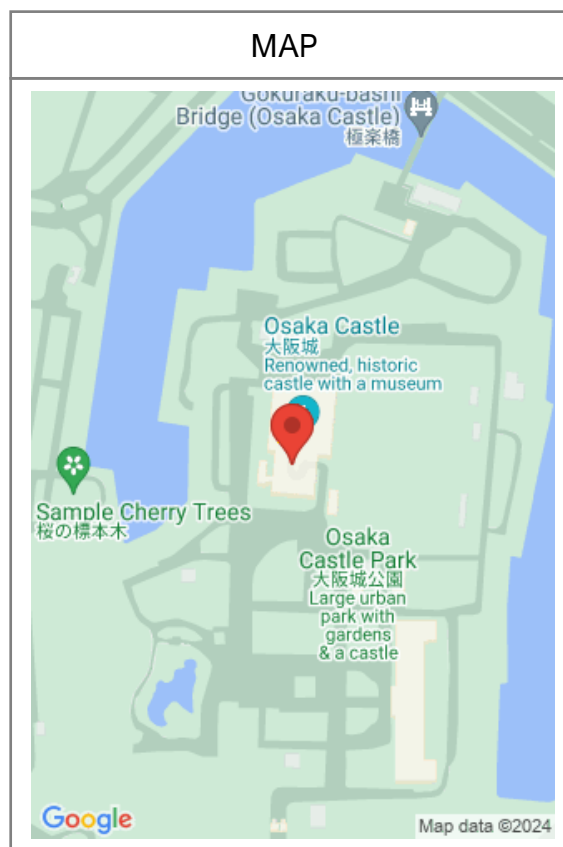 MAP
Gokuraku-bashi
Bridge (Osaka Castle)
極楽橋
Osaka Castle
大阪城
Renowned, historic
castle with a museum
Sample Cherry Trees
桜の標本木
Osaka
Castle Park
大阪城公園
Large urban
park with
gardens
& a castle
Google
Map data ©2024